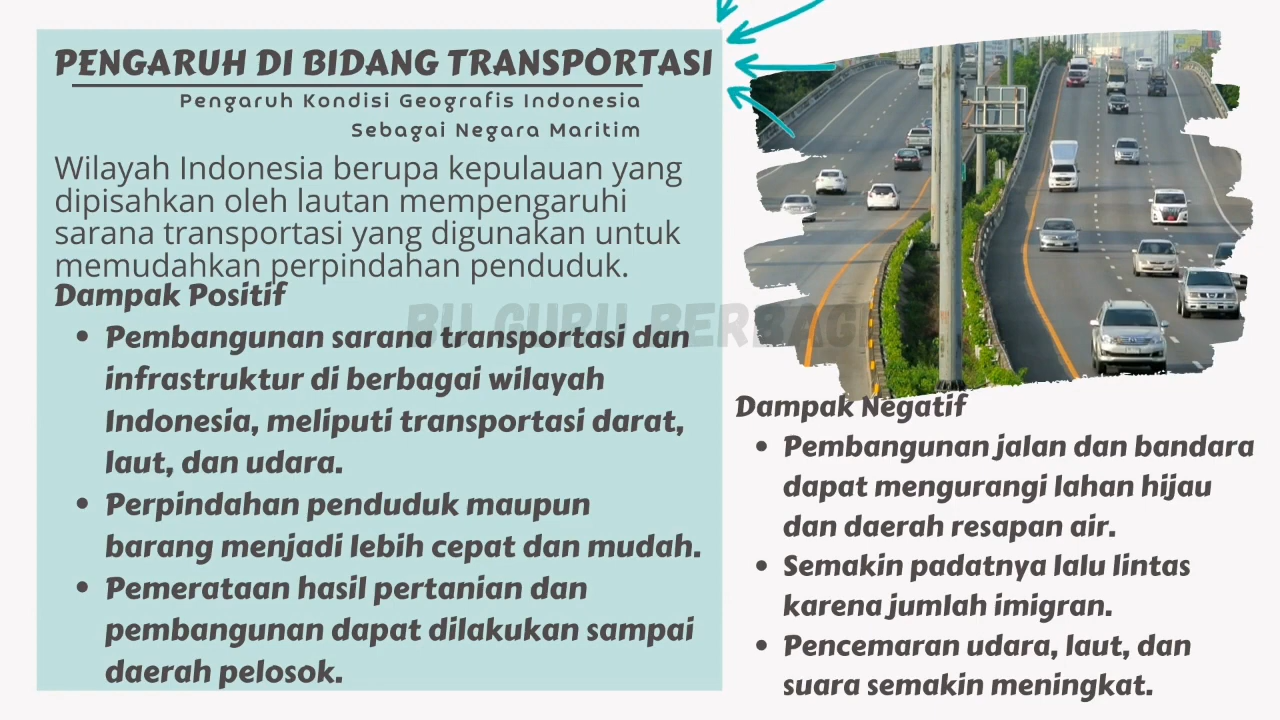 PENGARUH DI BIDANG TRANSPORTASI
Pengaruh Kondisi Geografis Indonesia
Sebagai Negara Maritim
Wilayah Indonesia berupa kepulauan yang
dipisahkan oleh lautan mempengaruhi
sarana transportasi yang digunakan untuk
memudahkan perpindahan penduduk.
Dampak Positif
• Pembangunan sarana transportasi dan
infrastruktur di berbagai wilayah
Indonesia, meliputi transportasi darat,
laut, dan udara.
• Perpindahan penduduk maupun
barang menjadi lebih cepat dan mudah.
• Pemerataan hasil pertanian dan
pembangunan dapat dilakukan sampai
daerah pelosok.
BU GURU BERBAGI
Dampak Negatif
• Pembangunan jalan dan bandara
dapat mengurangi lahan hijau
dan daerah resapan air.
• Semakin padatnya lalu lintas
karena jumlah imigran.
• Pencemaran udara, laut, dan
suara semakin meningkat.